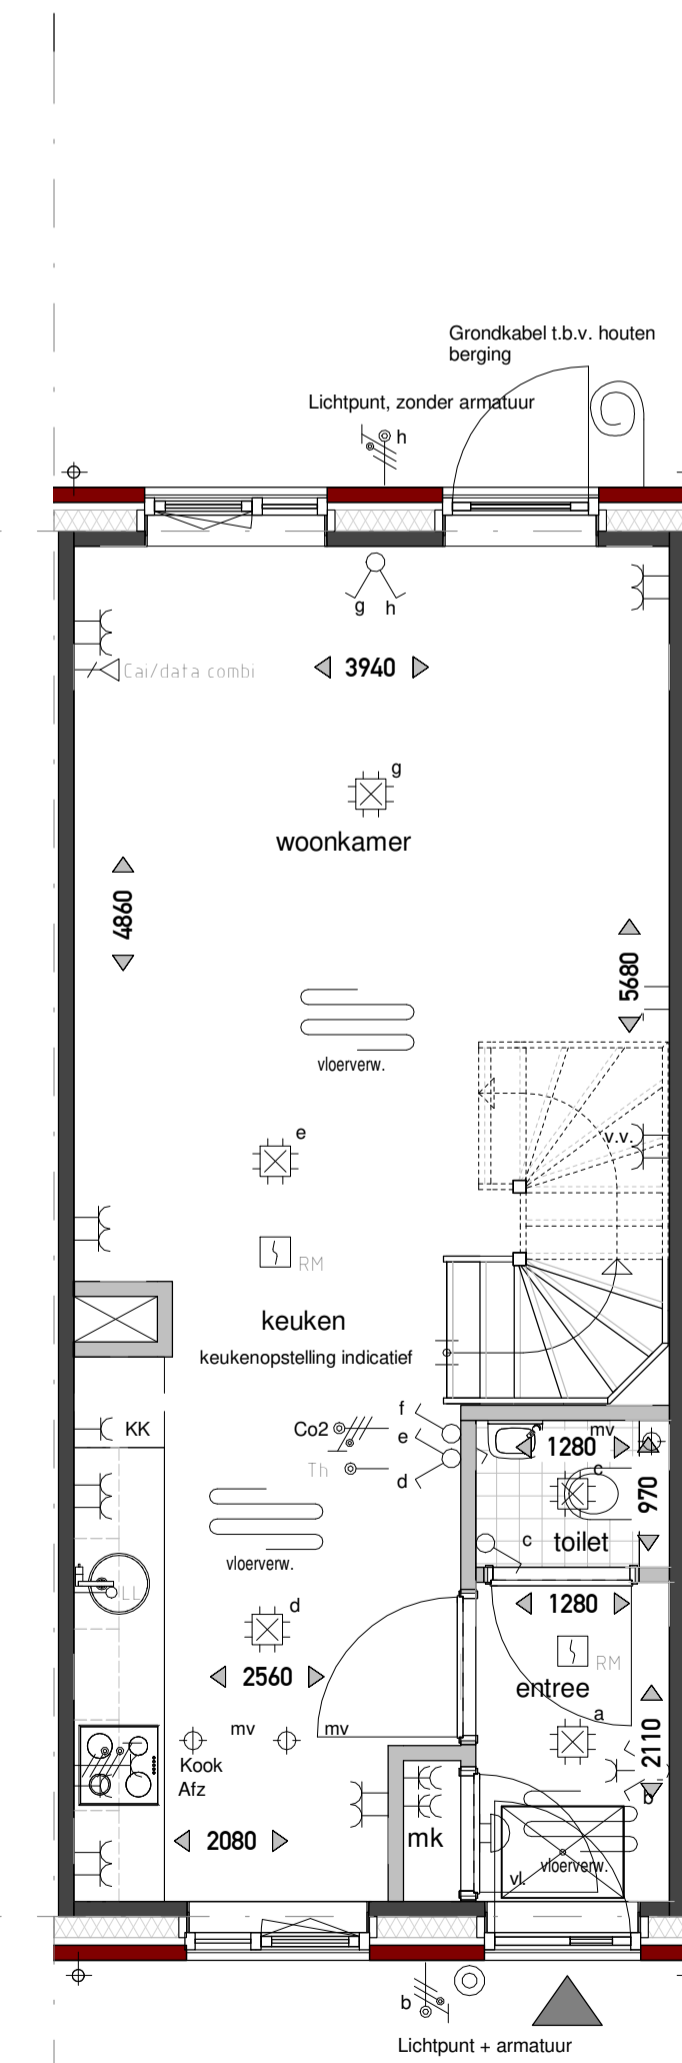 Grondkabel t.b.v. houten
berging
Lichtpunt, zonder armatuur
h
g h
Cai/data combi
3940
g
woonkamer
4860
5680
vloerverw.
e
v.v.
RM
keuken
keukenopstelling indicatief
f
KK
Co2
e
mv
1280
Th
d
c
970
c
toilet
vloerverw.
LL
1280
d
RM
2560
entree
a
mv
mv
2110
Kook
Afz
b
2080
mk
vloerverw.
vl.
b
Lichtpunt + armatuur